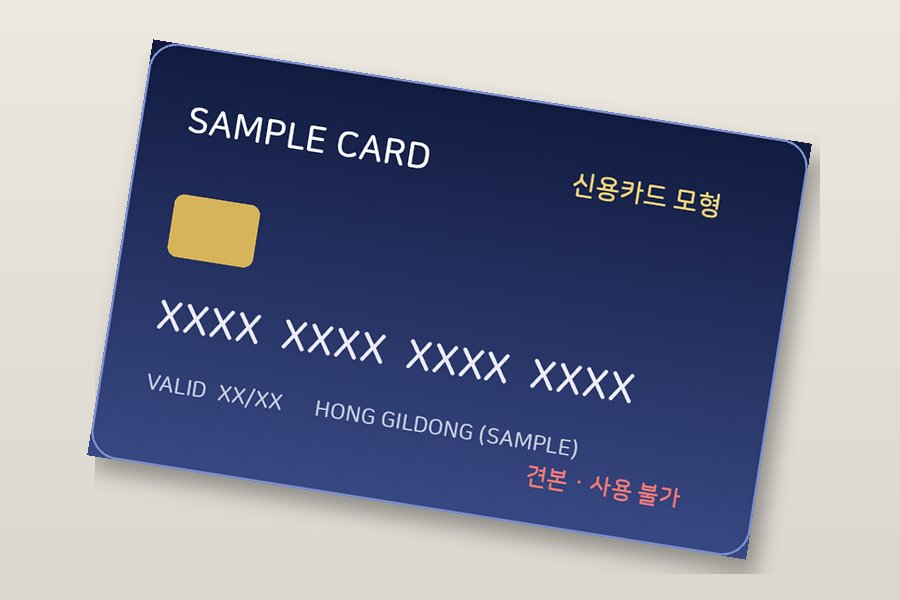 SAMPLE CARD
신용카드 모형
XXXX XXXX XXXX XXXX
VALID XX/XX HONG GILDONG (SAMPLE)
견본 · 사용 불가